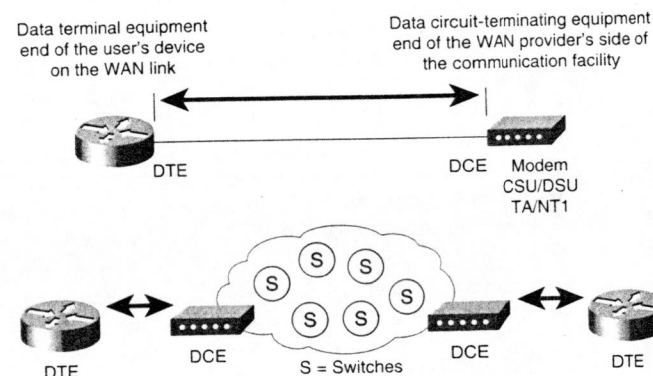 Data terminal equipment
end of the user's device
on the WAN link
Data circuit-terminating equipment
end of the WAN provider's side of
the communication facility
DTE
DCE
Modem
CSU/DSU
TA/NT1
S
S
S
S
S
S
S
DTE
DCE
S = Switches
DCE
DTE